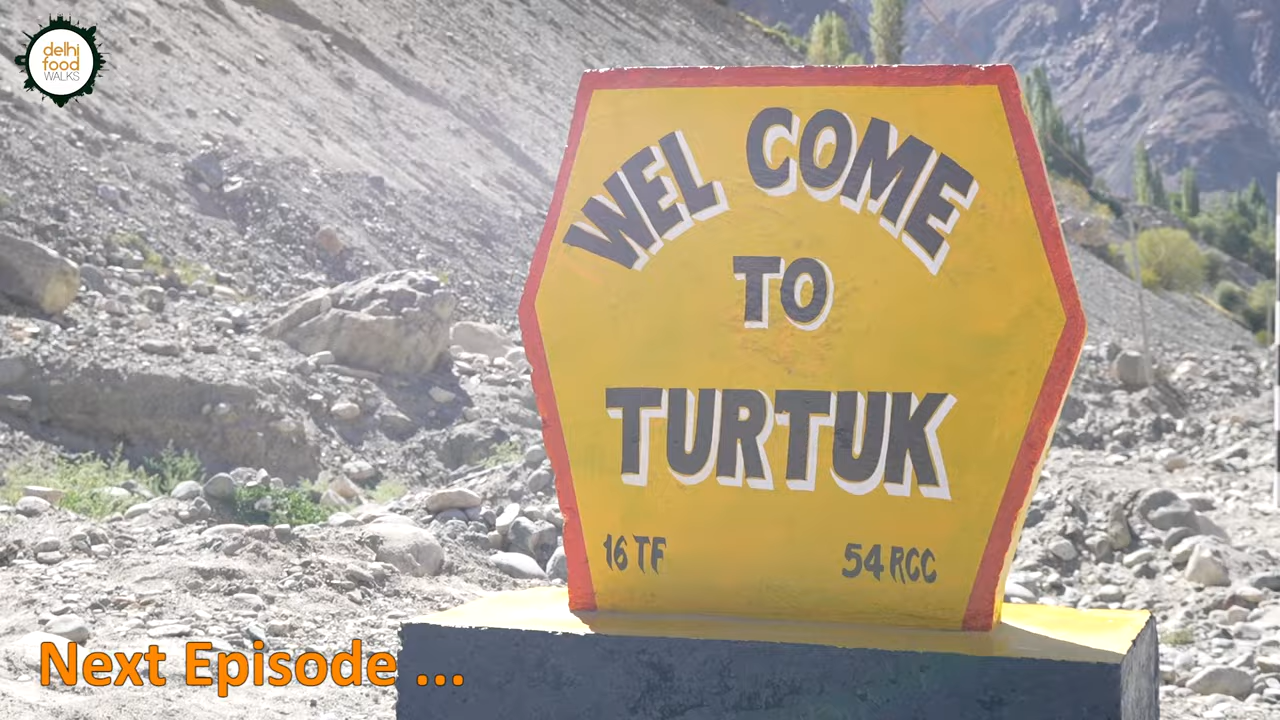 delhi
food
WALKS
WEL COME
TO
TURTUK
16 TF 54 RCC
Next Episode ...